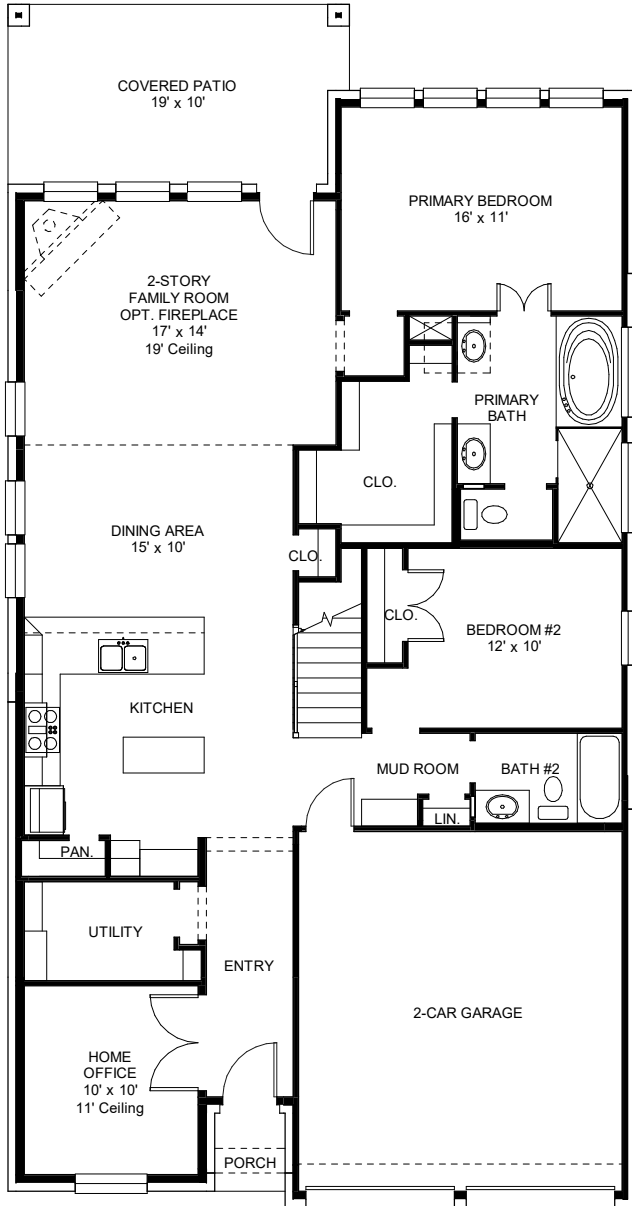 COVERED PATIO
19' x 10'
PRIMARY BEDROOM
16' x 11'
2-STORY
FAMILY ROOM
OPT. FIREPLACE
17' x 14'
19' Ceiling
PRIMARY
BATH
CLO.
DINING AREA
15' x 10'
CLO.
CLO.
BEDROOM #2
12' x 10'
KITCHEN
MUD ROOM
BATH #2
LIN.
PAN.
UTILITY
ENTRY
2-CAR GARAGE
HOME
OFFICE
10' x 10'
11' Ceiling
PORCH